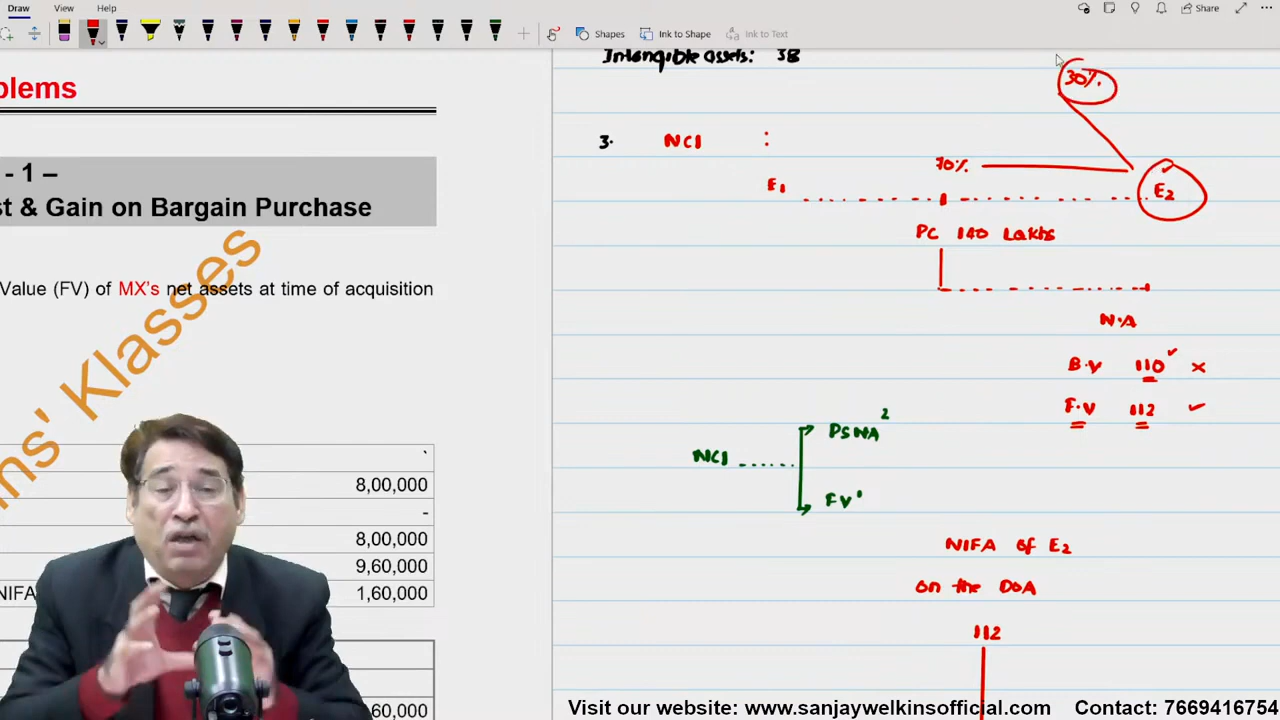 Draw View Help
Shapes Ink to Shape Ink to Text Share
blems
- 1 –
st & Gain on Bargain Purchase
Value (FV) of MX's net assets at time of acquisition
ns' Klasses
8,00,000
-
8,00,000
9,60,000
NIFA 1,60,000
60,000
Intangible assets: 38
30%
3. NCI :
70%
E1 E2
PC 140 Lakhs
N.A
B.V 110 ✓ ×
F.V 112 ✓
PSNA 2
NCI
FV 1
NIFA of E2
on the DOA
112
Visit our website: www.sanjaywelkinsofficial.com Contact: 7669416754